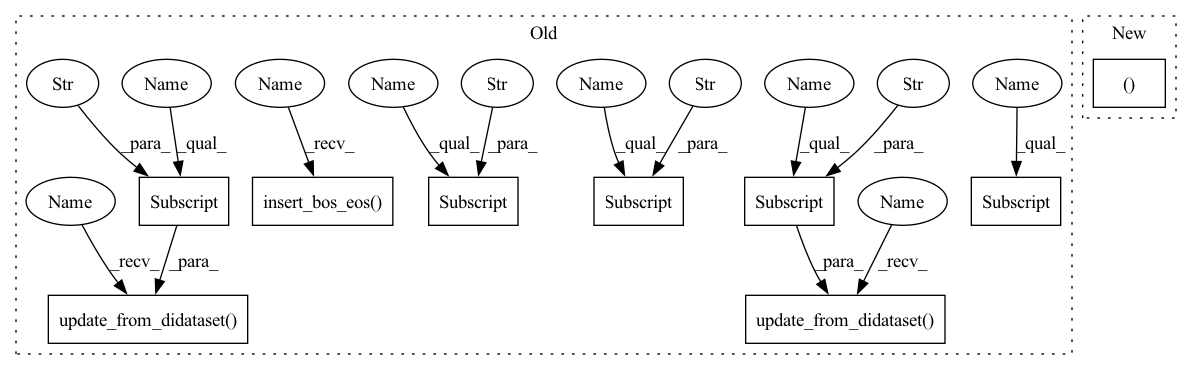 Old
New
Str
Name
Name
Name
Str
Name
Str
Name
Str
Name
()
_para_
_qual_
_recv_
_qual_
_para_
_qual_
_para_
_qual_
_para_
_qual_
Name
Subscript
insert_bos_eos()
Subscript
Subscript
Subscript
Name
Subscript
_recv_
_para_
_para_
_recv_
update_from_didataset()
update_from_didataset()